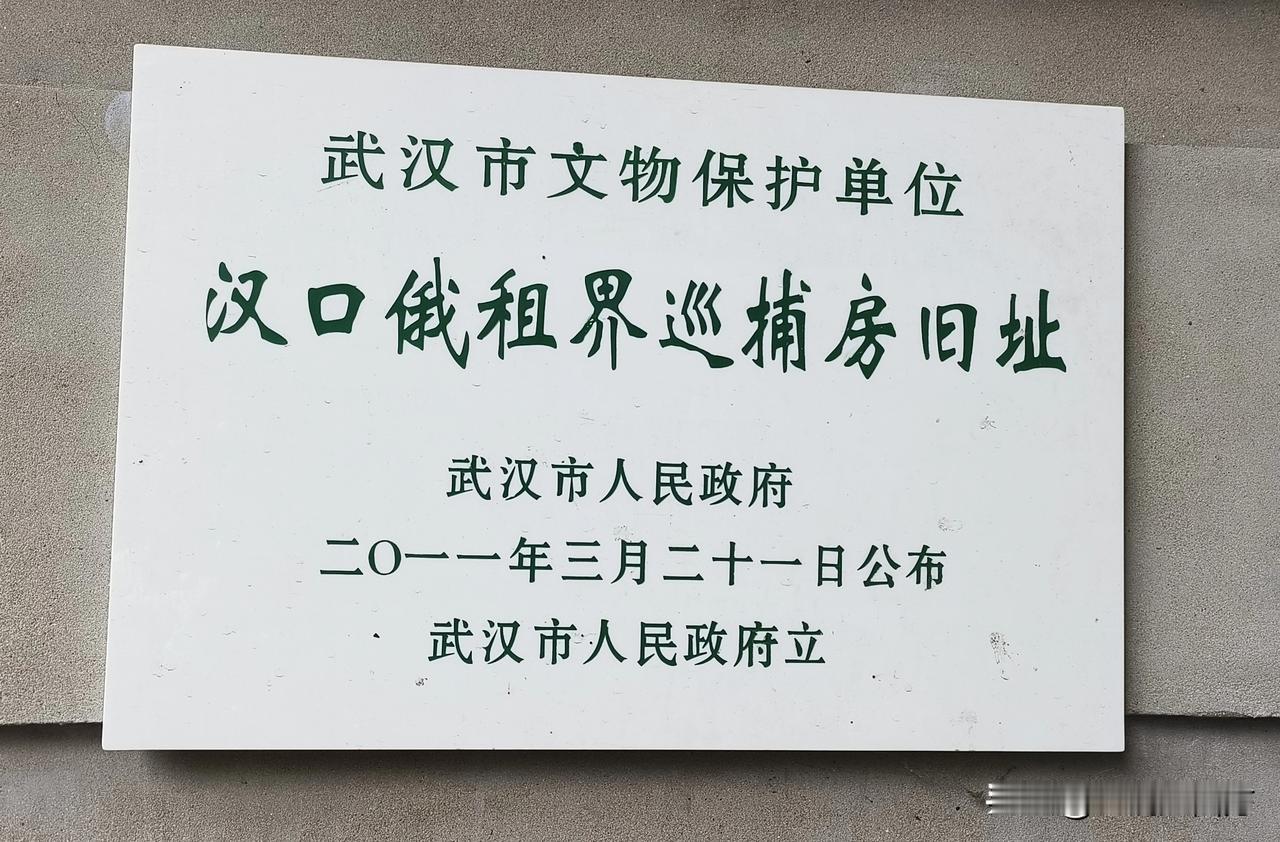 武汉市文物保护单位
汉口俄租界巡捕房旧址
武汉市人民政府
二〇一一年三月二十一日公布
武汉市人民政府立